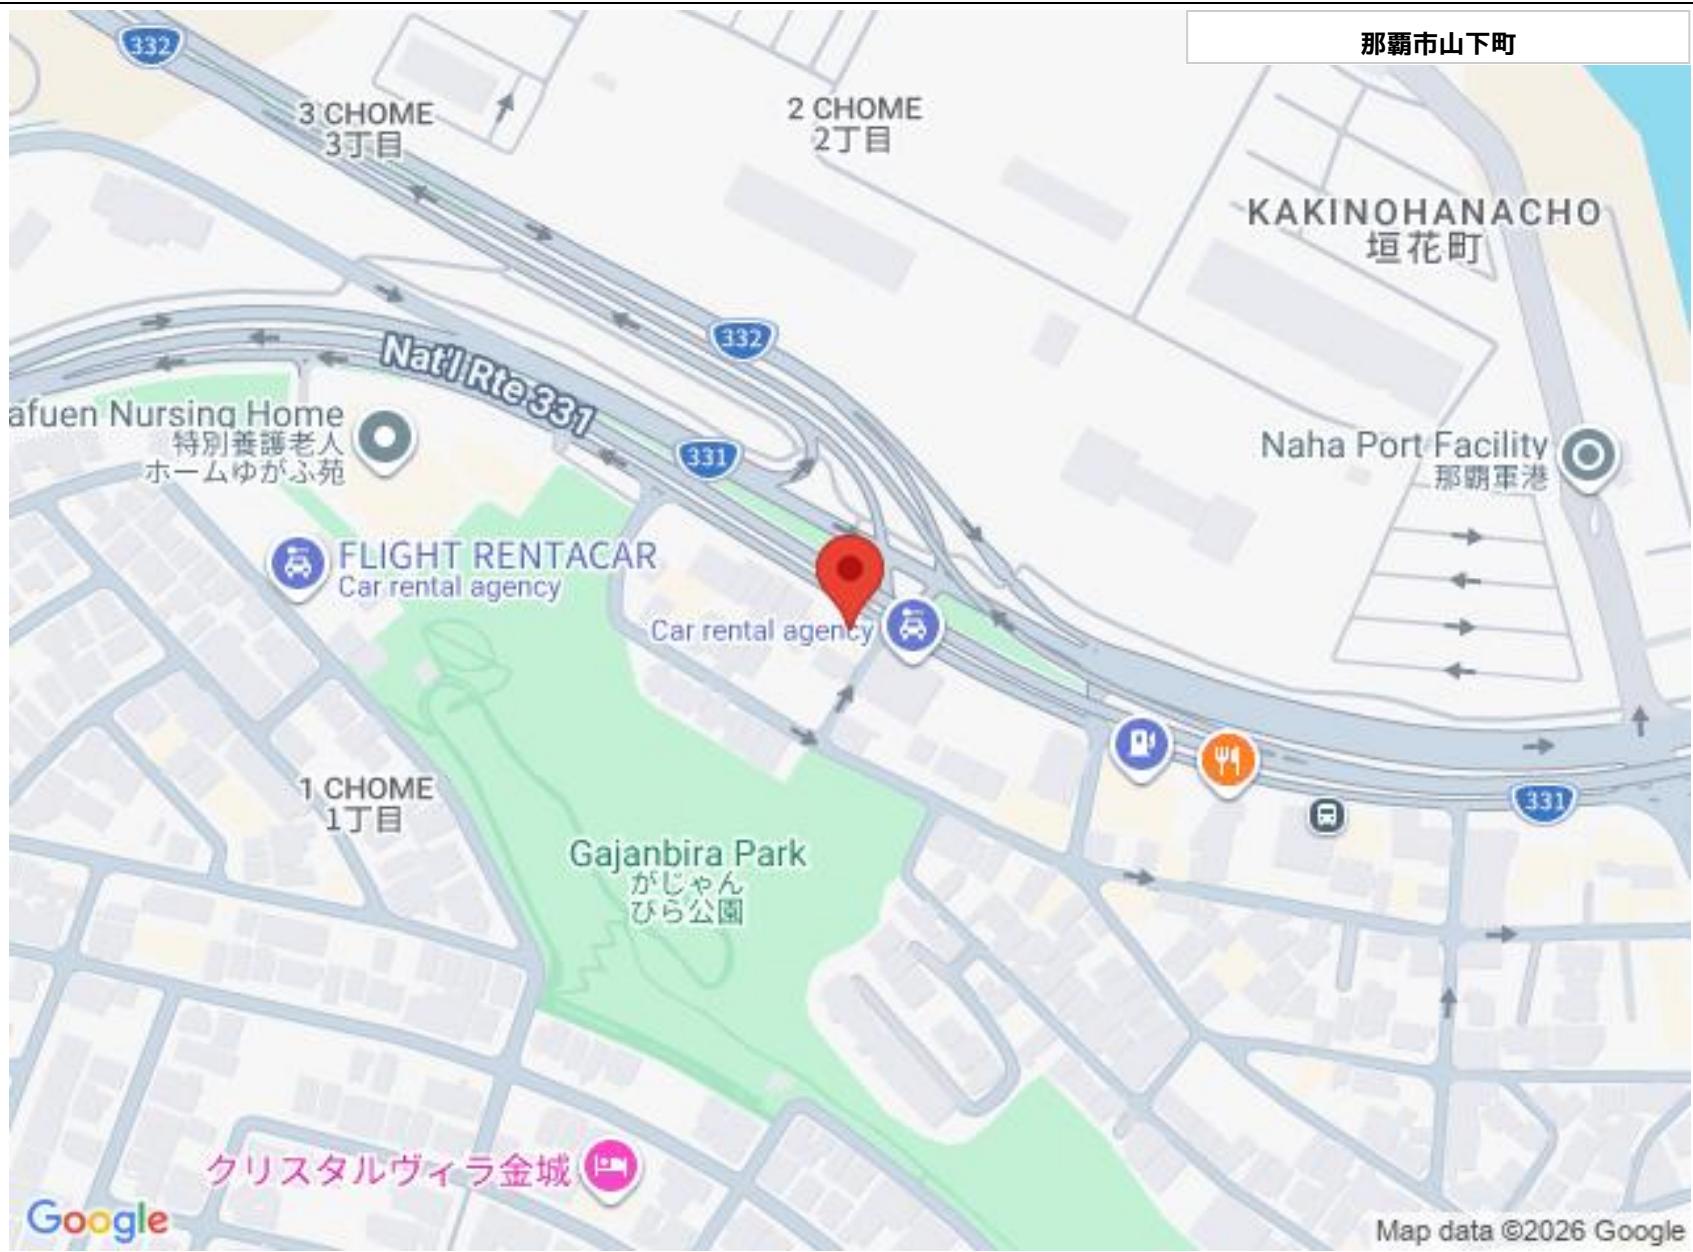 那覇市山下町
332
3 CHOME
3丁目
2 CHOME
2丁目
KAKINOHANACHO
垣花町
332
Nat'l Rte 331
331
afuen Nursing Home
特別養護老人
ホームゆがふ苑
Naha Port Facility
那覇軍港
FLIGHT RENTACAR
Car rental agency
Car rental agency
331
1 CHOME
1丁目
Gajanbira Park
がじゃん
びら公園
クリスタルヴィラ金城
Google
Map data ©2026 Google